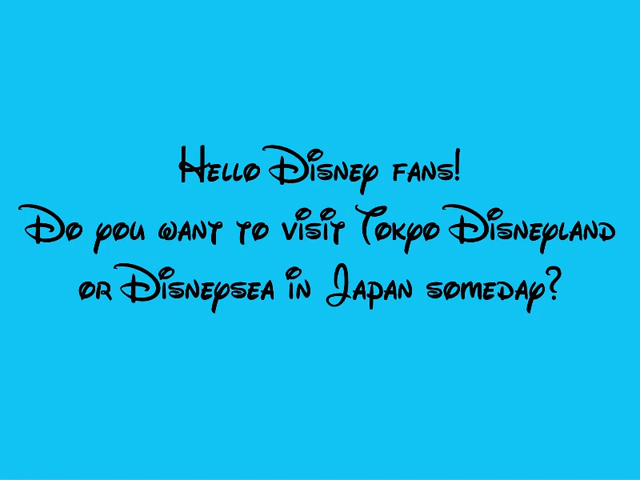 Hello Disney fans!
Do you want to visit Tokyo Disneyland
or Disneysea in Japan someday?